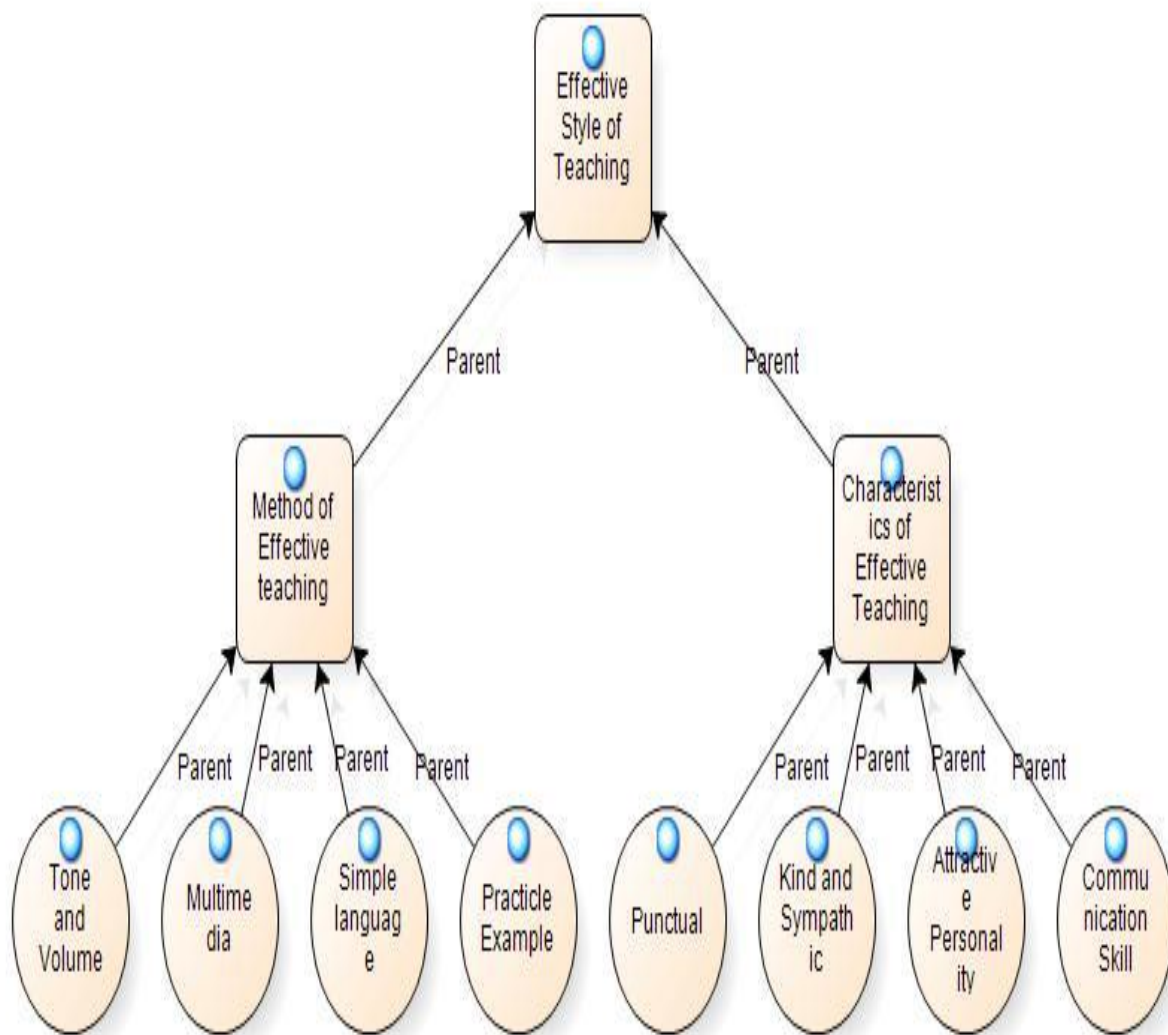 Effective
Style of
Teaching
Parent
Parent
Method of
Effective
teaching
Characterist
ics of
Effective
Teaching
Parent
Parent
Parent
Parent
Parent
Parent
Parent
Parent
Tone
and
Volume
Multime
dia
Simple
languag
e
Practicle
Example
Punctual
Kind and
Sympath
ic
Attractiv
e
Personal
ity
Commu
nication
Skill